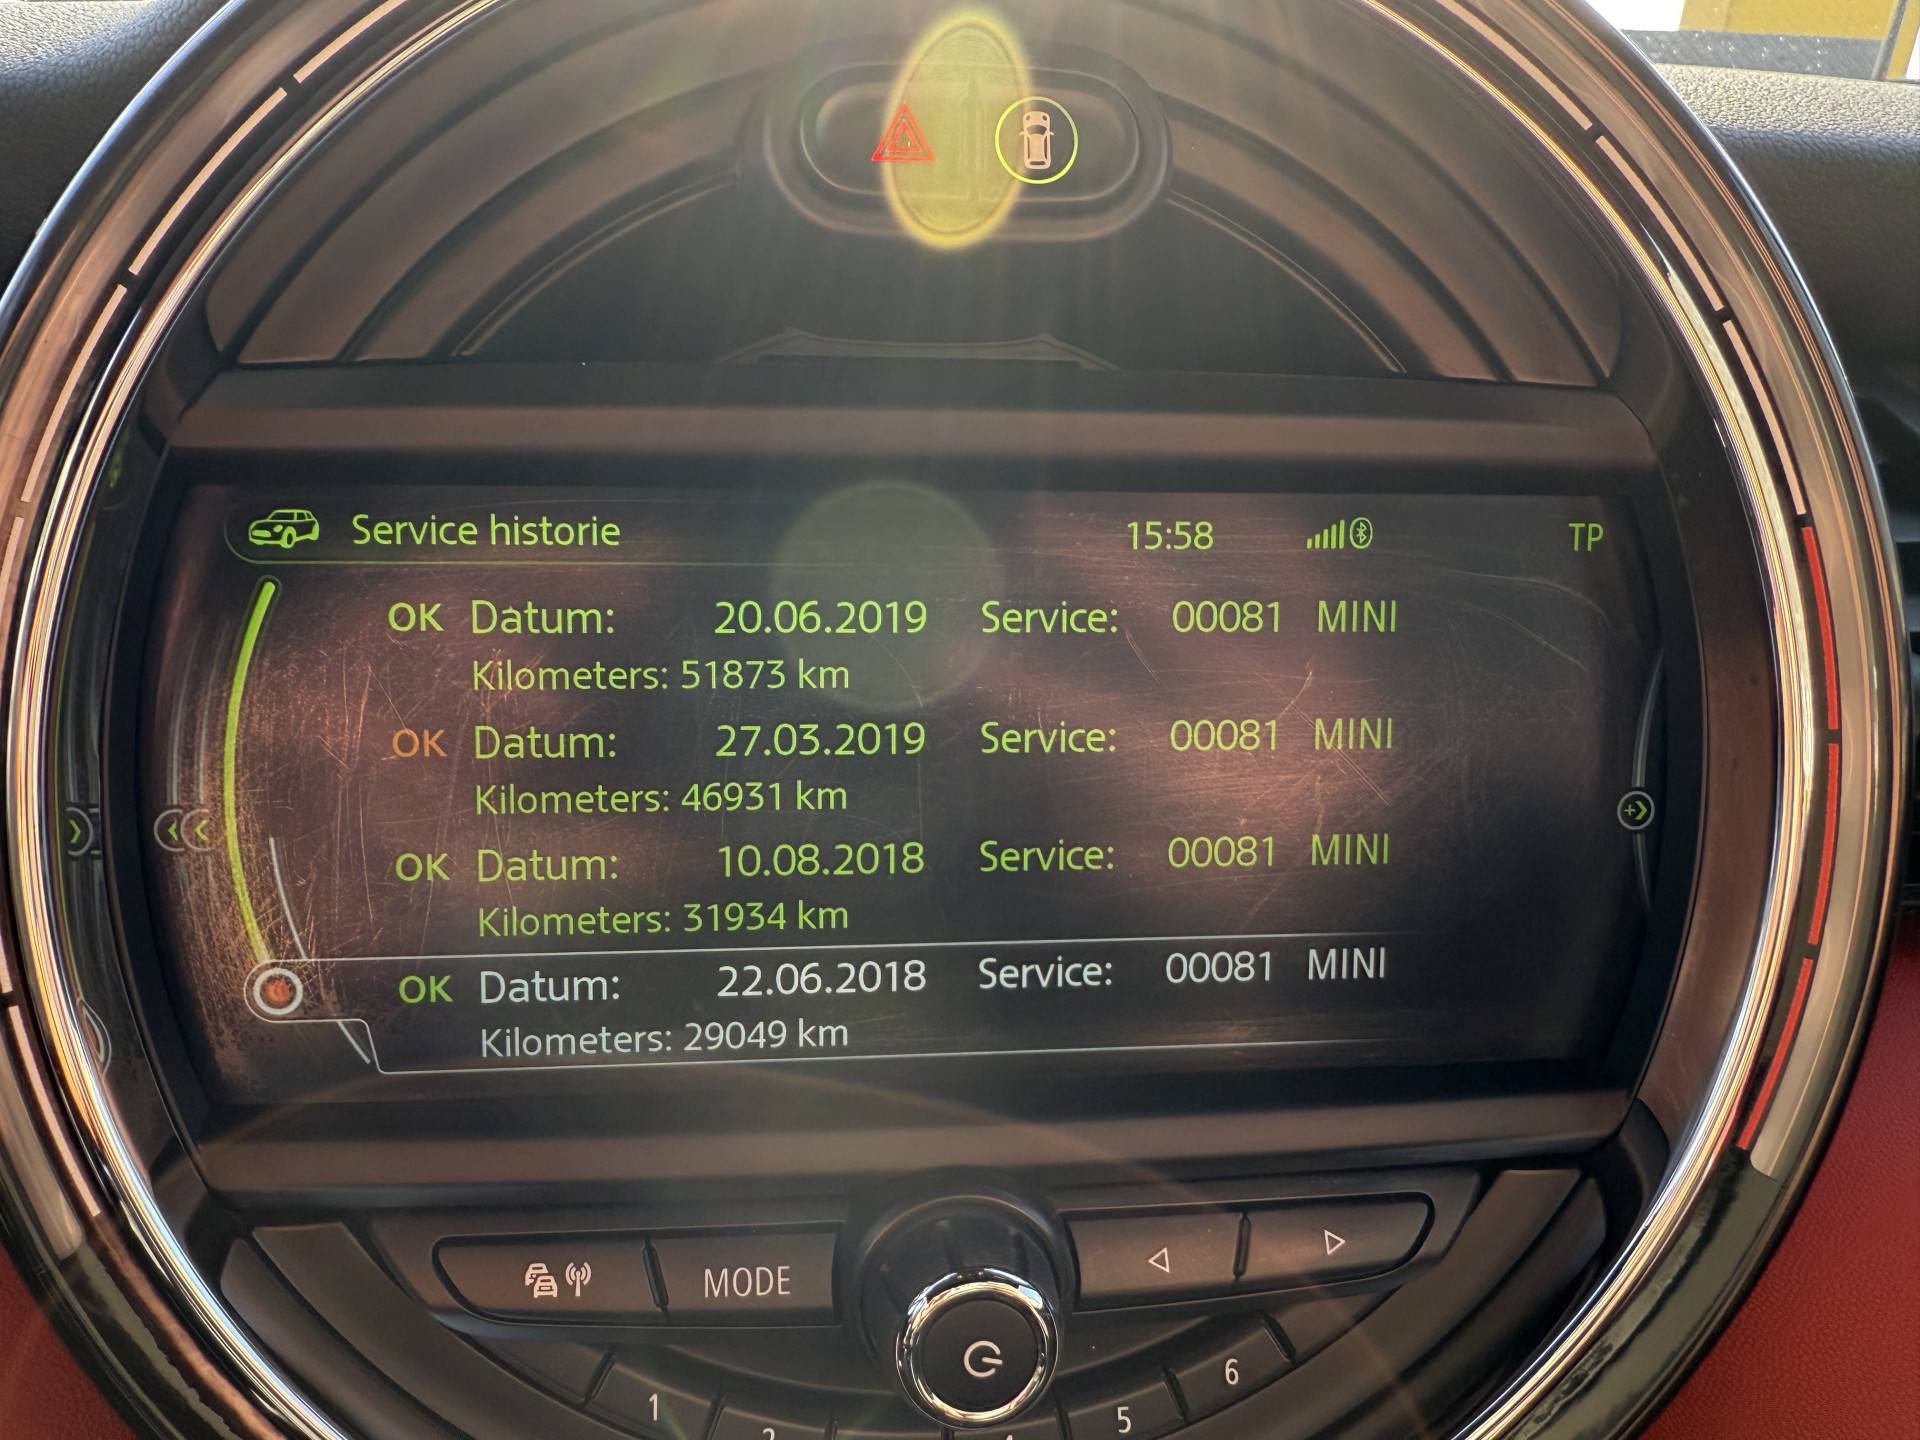 Service historie 15:58 TP
OK Datum: 20.06.2019 Service: 00081 MINI
Kilometers: 51873 km
OK Datum: 27.03.2019 Service: 00081 MINI
Kilometers: 46931 km
OK Datum: 10.08.2018 Service: 00081 MINI
Kilometers: 31934 km
OK Datum: 22.06.2018 Service: 00081 MINI
Kilometers: 29049 km
MODE
1 2 5 6